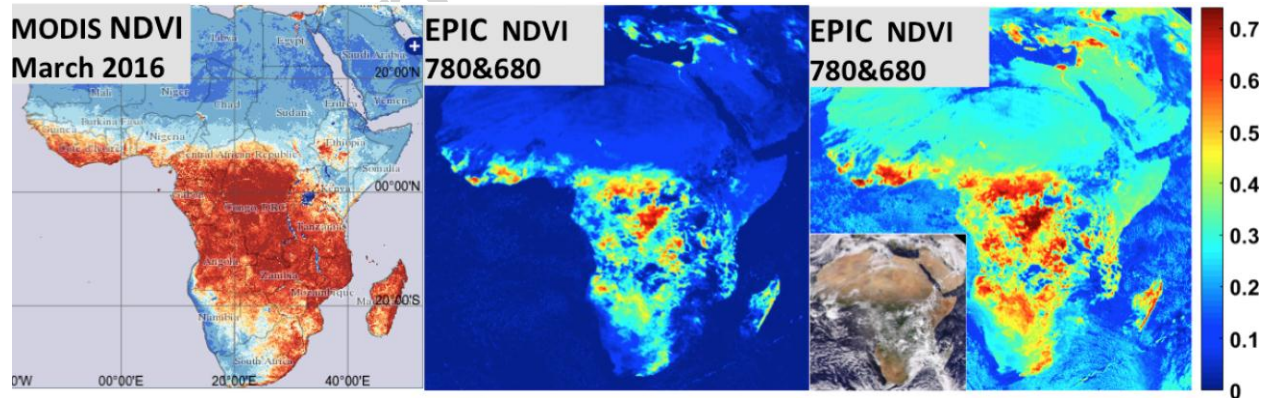 MODIS NDVI
March 2016
EPIC NDVI
780&680
EPIC NDVI
780&680
Libya
Egypt
Saudi Arabia
20°00'N
Mali
Niger
Chad
Sudan
Eritrea
Yemen
Burkina Faso
Guinea
Nigeria
Ethiopia
Central African Republic
Somalia
00°00'N
Kenya
Congo, DRC
Tanzania
Angola
Zambia
Mozambique
20°00'S
Namibia
South Africa
00°00'E
20°00'E
40°00'E
0.7
0.6
0.5
0.4
0.3
0.2
0.1
0